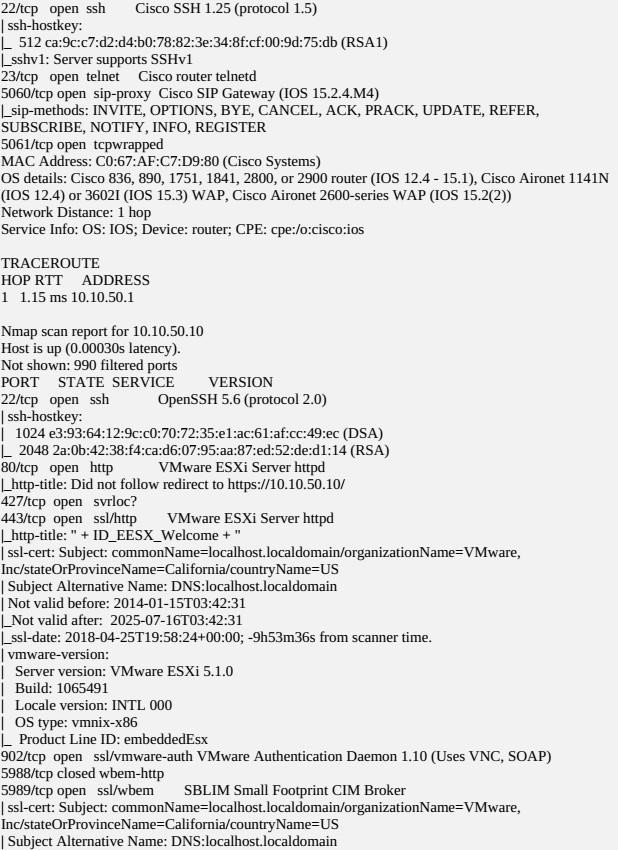 22/tcp   open  ssh        Cisco SSH 1.25 (protocol 1.5)
| ssh-hostkey:
|_  512 ca:9c:c7:d2:d4:b0:78:82:3e:34:8f:cf:00:9d:75:db (RSA1)
|_sshv1: Server supports SSHv1
23/tcp   open  telnet     Cisco router telnetd
5060/tcp open  sip-proxy  Cisco SIP Gateway (IOS 15.2.4.M4)
|_sip-methods: INVITE, OPTIONS, BYE, CANCEL, ACK, PRACK, UPDATE, REFER,
SUBSCRIBE, NOTIFY, INFO, REGISTER
5061/tcp open  tcpwrapped
MAC Address: C0:67:AF:C7:D9:80 (Cisco Systems)
OS details: Cisco 836, 890, 1751, 1841, 2800, or 2900 router (IOS 12.4 - 15.1), Cisco Aironet 1141N
(IOS 12.4) or 3602I (IOS 15.3) WAP, Cisco Aironet 2600-series WAP (IOS 15.2(2))
Network Distance: 1 hop
Service Info: OS: IOS; Device: router; CPE: cpe:/o:cisco:ios

TRACEROUTE
HOP RTT     ADDRESS
1   1.15 ms 10.10.50.1

Nmap scan report for 10.10.50.10
Host is up (0.00030s latency).
Not shown: 990 filtered ports
PORT     STATE  SERVICE         VERSION
22/tcp   open   ssh             OpenSSH 5.6 (protocol 2.0)
| ssh-hostkey:
|   1024 e3:93:64:12:9c:c0:70:72:35:e1:ac:61:af:cc:49:ec (DSA)
|_  2048 2a:0b:42:38:f4:ca:d6:07:95:aa:87:ed:52:de:d1:14 (RSA)
80/tcp   open   http            VMware ESXi Server httpd
|_http-title: Did not follow redirect to https://10.10.50.10/
427/tcp  open   svrloc?
443/tcp  open   ssl/http        VMware ESXi Server httpd
|_http-title: " + ID_EESX_Welcome + "
| ssl-cert: Subject: commonName=localhost.localdomain/organizationName=VMware,
Inc/stateOrProvinceName=California/countryName=US
| Subject Alternative Name: DNS:localhost.localdomain
| Not valid before: 2014-01-15T03:42:31
|_Not valid after:  2025-07-16T03:42:31
|_ssl-date: 2018-04-25T19:58:24+00:00; -9h53m36s from scanner time.
| vmware-version:
|   Server version: VMware ESXi 5.1.0
|   Build: 1065491
|   Locale version: INTL 000
|   OS type: vmnix-x86
|_  Product Line ID: embeddedEsx
902/tcp  open   ssl/vmware-auth VMware Authentication Daemon 1.10 (Uses VNC, SOAP)
5988/tcp closed wbem-http
5989/tcp open   ssl/wbem        SBLIM Small Footprint CIM Broker
| ssl-cert: Subject: commonName=localhost.localdomain/organizationName=VMware,
Inc/stateOrProvinceName=California/countryName=US
| Subject Alternative Name: DNS:localhost.localdomain